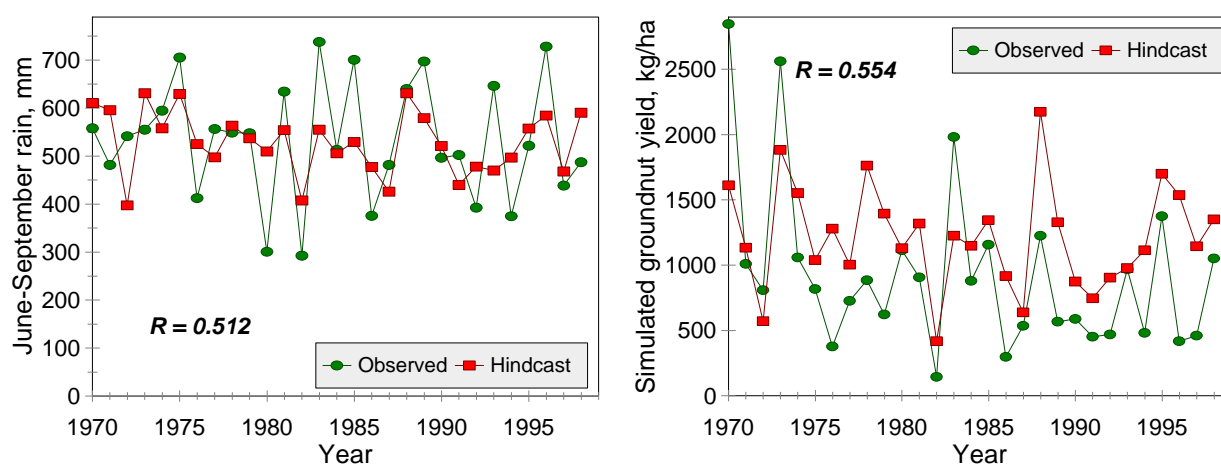 June-September rain, mm
700
600
500
400
300
200
100
0
R = 0.512
Observed Hindcast
1970 1975 1980 1985 1990 1995
Year
Simulated groundnut yield, kg/ha
2500
2000
1500
1000
500
0
Observed Hindcast
R = 0.554
1970 1975 1980 1985 1990 1995
Year